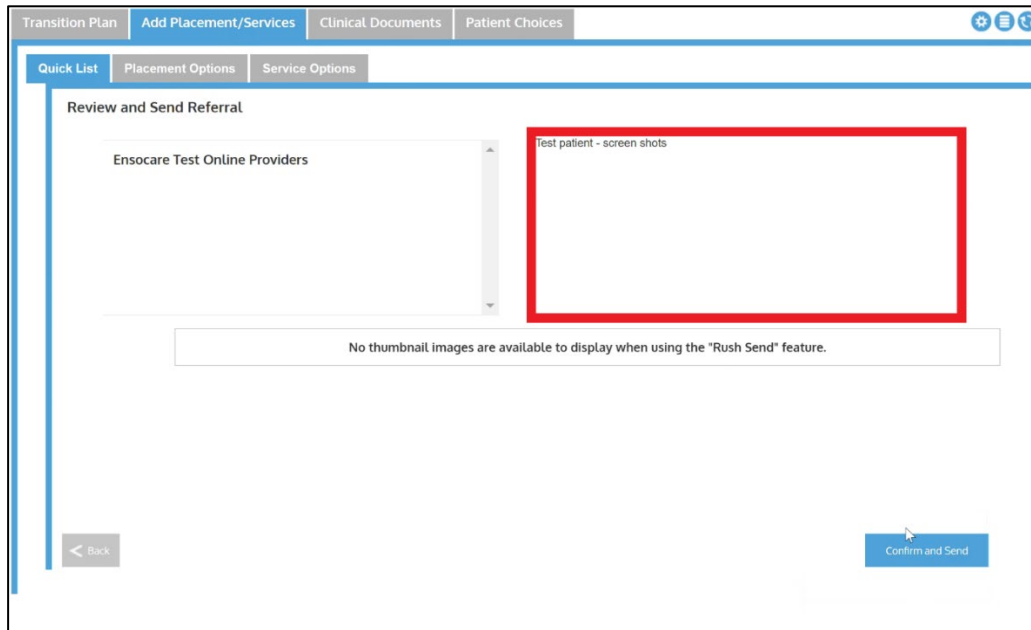 Transition Plan
Add Placement/Services
Clinical Documents
Patient Choices
Quick List
Placement Options
Service Options
Review and Send Referral
Ensocare Test Online Providers
Test patient - screen shots
No thumbnail images are available to display when using the "Rush Send" feature.
Back
Confirm and Send